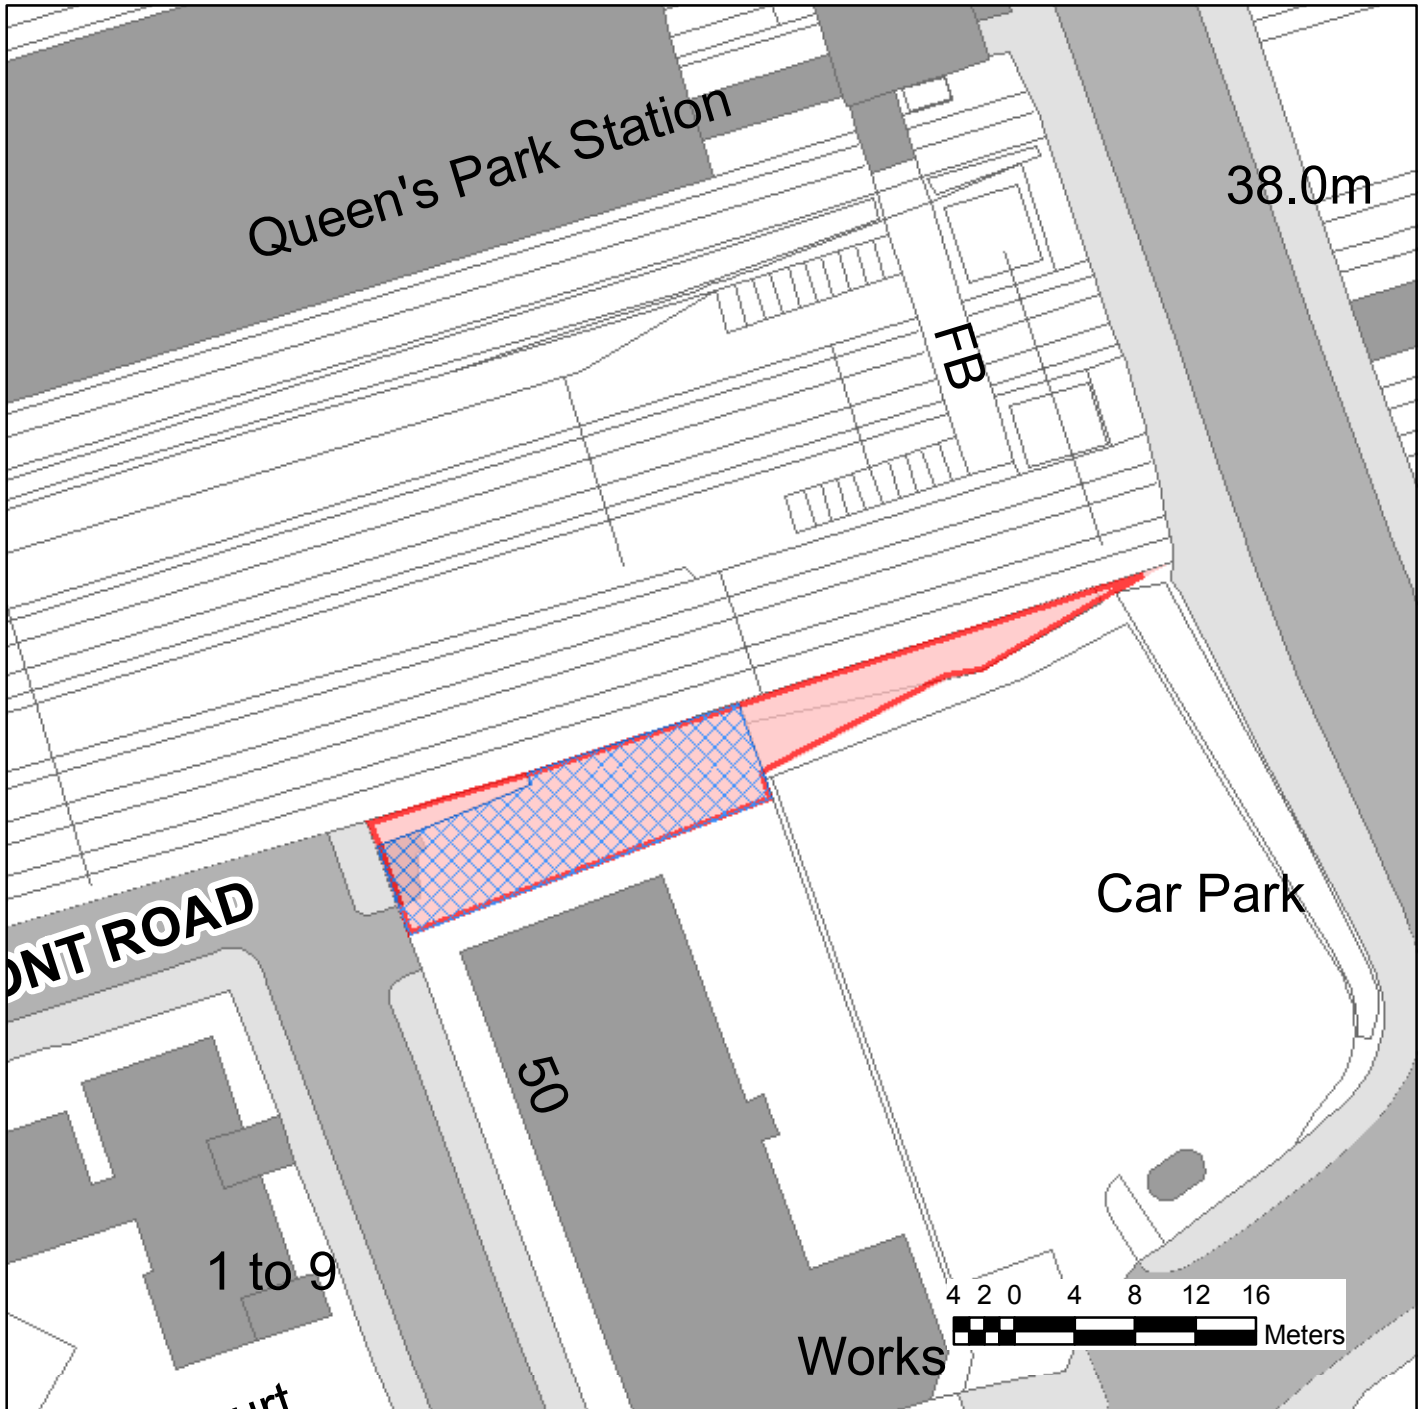 Queen's Park Station
38.0m
FB
ONT ROAD
Car Park
50
1 to 9
4 2 0 4 8 12 16
Meters
Works
urt